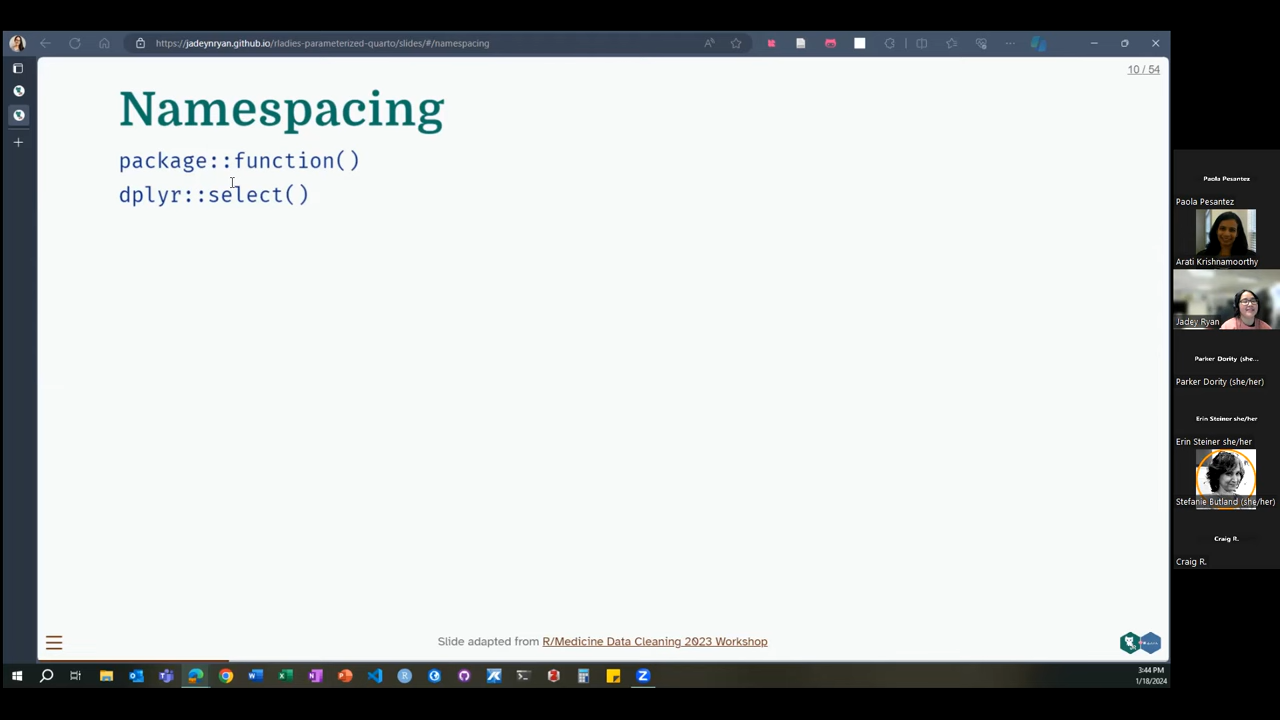 https://jadeynryan.github.io/rladies-parameterized-quarto/slides/#/namespacing
10 / 54
Namespacing
package::function()
dplyr::select()
Slide adapted from R/Medicine Data Cleaning 2023 Workshop
Paola Pesantez
Paola Pesantez
Arati Krishnamoorthy
Jadey Ryan
Parker Dority (she...
Parker Dority (she/her)
Erin Steiner she/her
Erin Steiner she/her
Stefanie Butland (she/her)
Craig R.
Craig R.
3:44 PM
1/18/2024